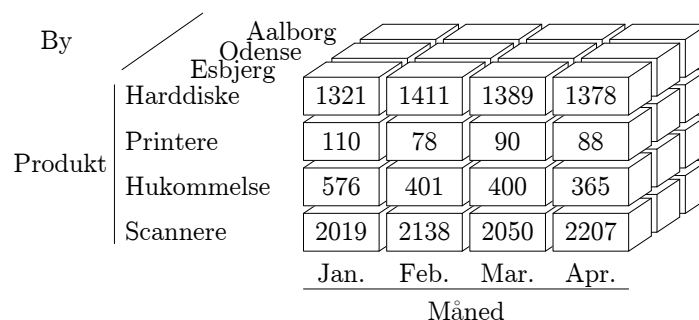 By
Aalborg
Odense
Esbjerg
Produkt
Harddiske 1321 1411 1389 1378
Printere 110 78 90 88
Hukommelse 576 401 400 365
Scannere 2019 2138 2050 2207
Jan. Feb. Mar. Apr.
Måned